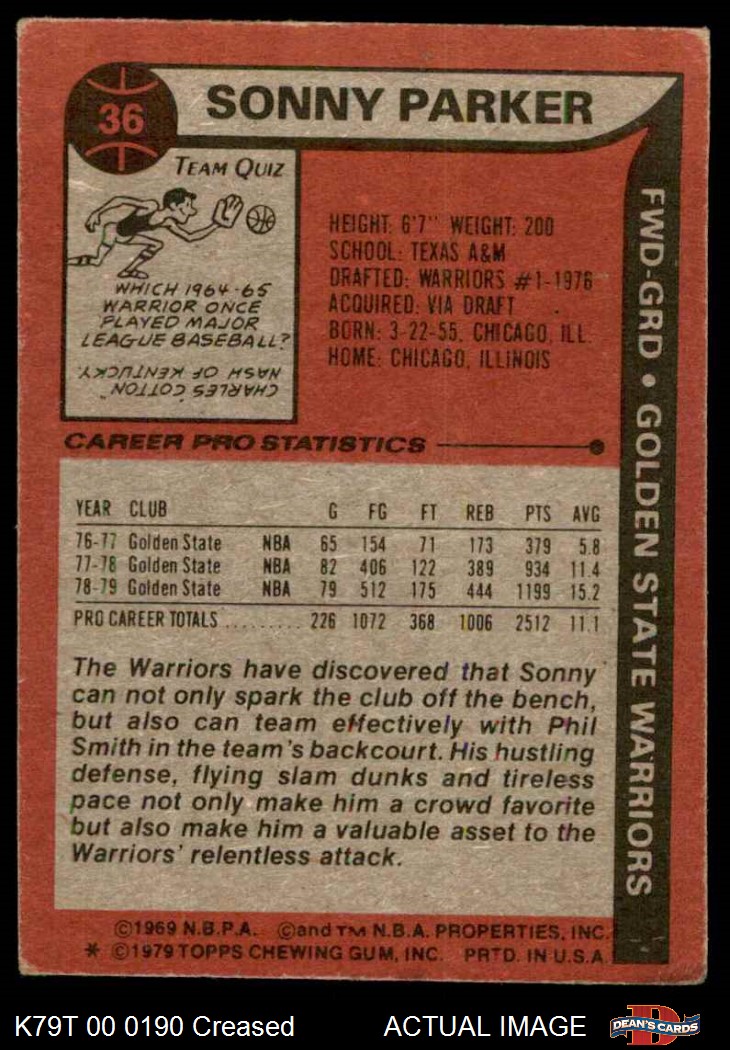 36
SONNY PARKER
TEAM QUIZ
WHICH 1964-65
WARRIOR ONCE
PLAYED MAJOR
LEAGUE BASEBALL?
CHARLES "COTTON"
NASH OF KENTUCKY.
HEIGHT: 6'7" WEIGHT: 200
SCHOOL: TEXAS A&M
DRAFTED: WARRIORS #1-1976
ACQUIRED: VIA DRAFT
BORN: 3-22-55, CHICAGO, ILL.
HOME: CHICAGO, ILLINOIS
FWD-GRD • GOLDEN STATE WARRIORS
CAREER PRO STATISTICS
YEAR CLUB G FG FT REB PTS AVG
76-77 Golden State NBA 65 154 71 173 379 5.8
77-78 Golden State NBA 82 406 122 389 934 11.4
78-79 Golden State NBA 79 512 175 444 1199 15.2
PRO CAREER TOTALS ......... 226 1072 368 1006 2512 11.1
The Warriors have discovered that Sonny
can not only spark the club off the bench,
but also can team effectively with Phil
Smith in the team's backcourt. His hustling
defense, flying slam dunks and tireless
pace not only make him a crowd favorite
but also make him a valuable asset to the
Warriors' relentless attack.
©1969 N.B.P.A. ©and TM N.B.A. PROPERTIES, INC.
* ©1979 TOPPS CHEWING GUM, INC. PRTD. IN U.S.A.
K79T 00 0190 Creased ACTUAL IMAGE
DEAN'S CARDS